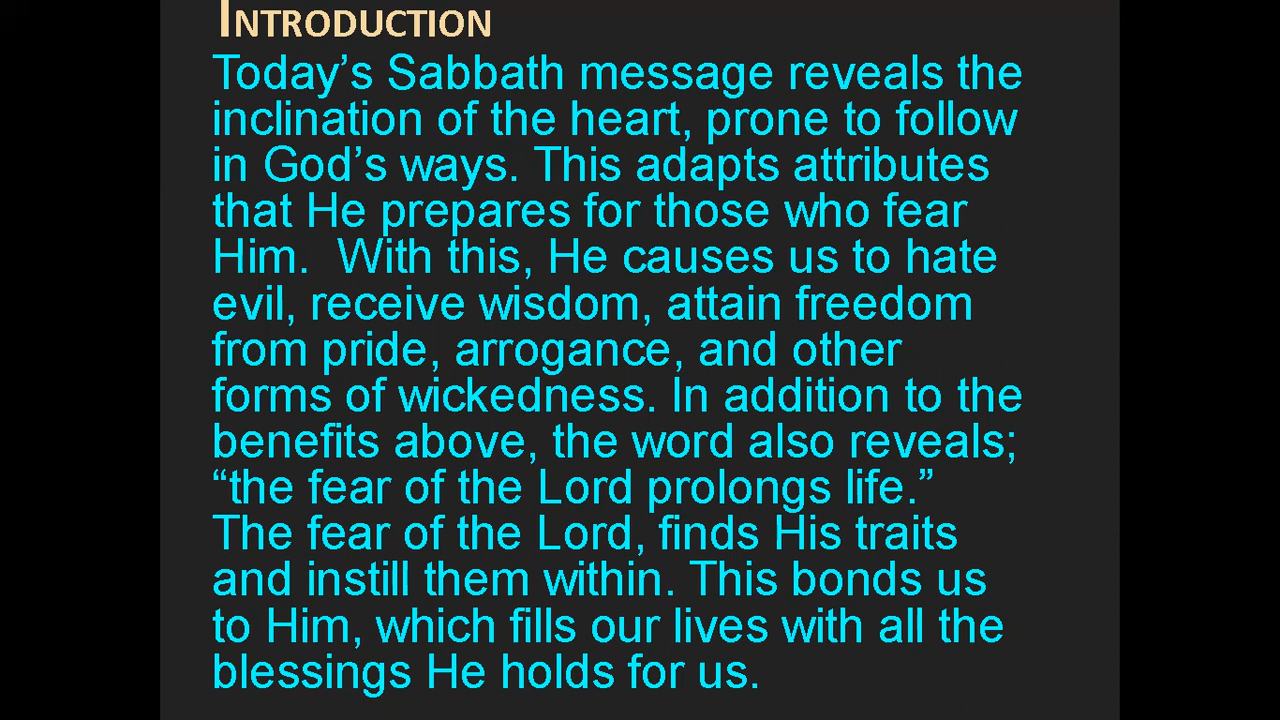 INTRODUCTION
Today’s Sabbath message reveals the
inclination of the heart, prone to follow
in God’s ways. This adapts attributes
that He prepares for those who fear
Him.  With this, He causes us to hate
evil, receive wisdom, attain freedom
from pride, arrogance, and other
forms of wickedness. In addition to the
benefits above, the word also reveals;
“the fear of the Lord prolongs life.”
The fear of the Lord, finds His traits
and instill them within. This bonds us
to Him, which fills our lives with all the
blessings He holds for us.